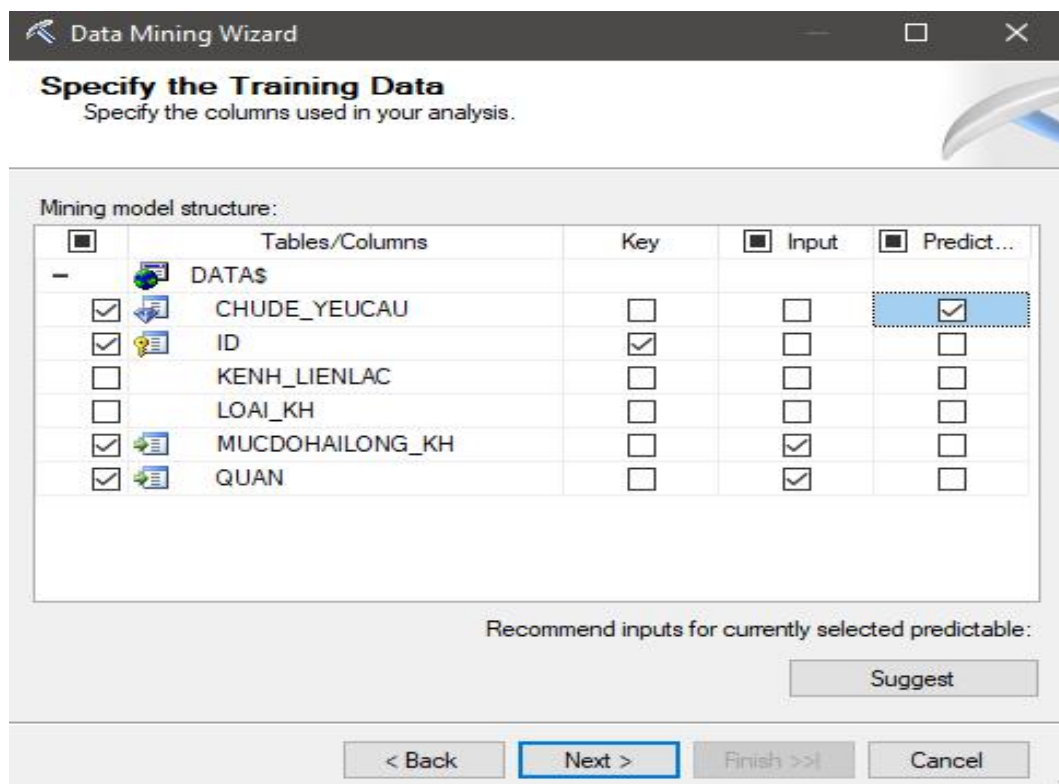 Data Mining Wizard
Specify the Training Data
Specify the columns used in your analysis.
Mining model structure:
Tables/Columns Key Input Predict...
DATA$
CHUDE_YEUCAU
ID
KENH_LIENLAC
LOAI_KH
MUCDOHAILONG_KH
QUAN
Recommend inputs for currently selected predictable:
Suggest
< Back Next > Finish >>| Cancel